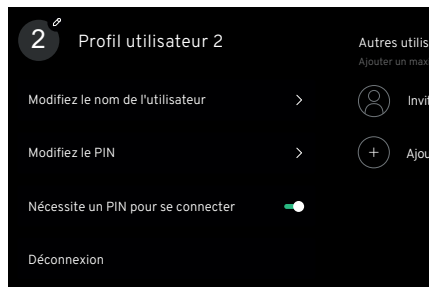 2 Profil utilisateur 2
Modifiez le nom de l'utilisateur
Modifiez le PIN
Nécessite un PIN pour se connecter
Déconnexion
Autres utilis
Ajouter un max
Invit
Ajou